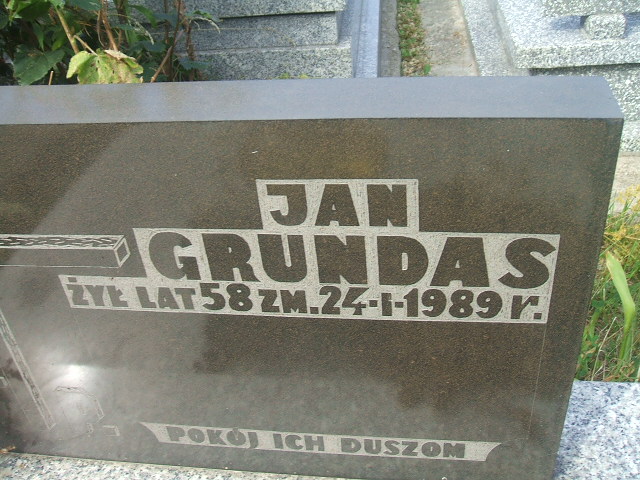 JAN
GRUNDAS
ŻYŁ LAT 58 ZM. 24-I-1989 r.
POKÓJ ICH DUSZOM